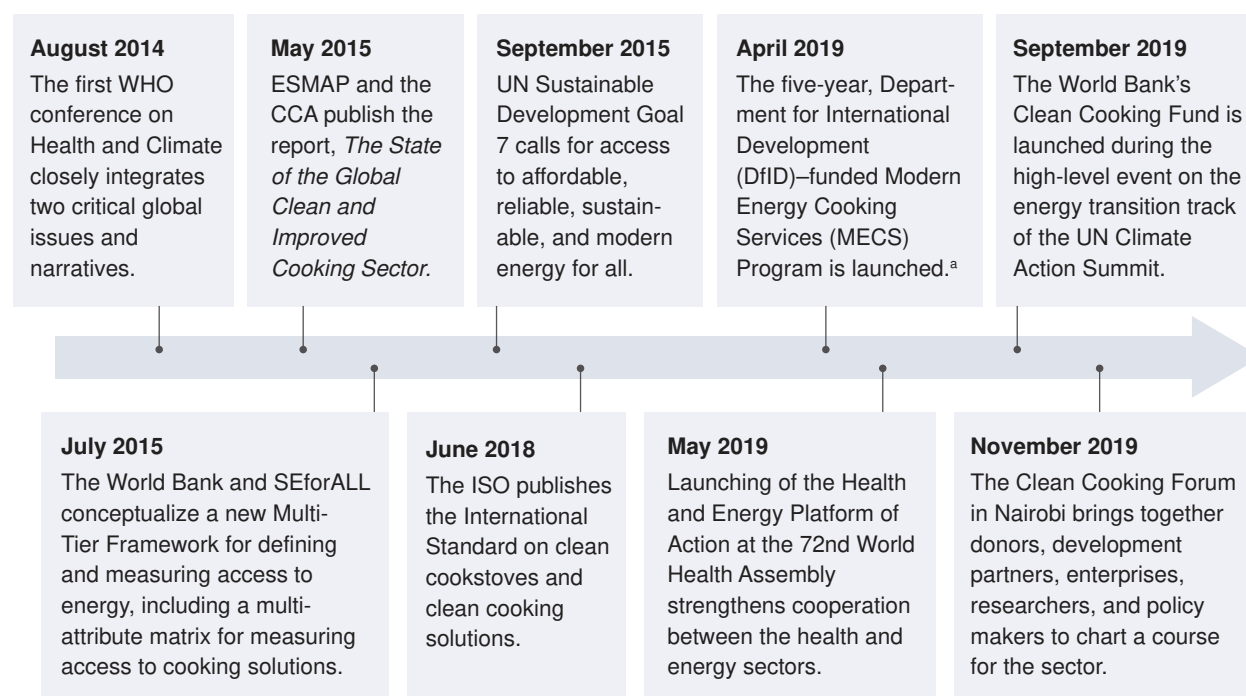 August 2014
The first WHO
conference on
Health and Climate
closely integrates
two critical global
issues and
narratives.
May 2015
ESMAP and the
CCA publish the
report, The State
of the Global
Clean and
Improved
Cooking Sector.
September 2015
UN Sustainable
Development Goal
7 calls for access
to affordable,
reliable, sustain-
able, and modern
energy for all.
April 2019
The five-year, Depart-
ment for International
Development
(DfID)–funded Modern
Energy Cooking
Services (MECS)
Program is launched.ᵃ
September 2019
The World Bank’s
Clean Cooking Fund is
launched during the
high-level event on the
energy transition track
of the UN Climate
Action Summit.
July 2015
The World Bank and SEforALL
conceptualize a new Multi-
Tier Framework for defining
and measuring access to
energy, including a multi-
attribute matrix for measuring
access to cooking solutions.
June 2018
The ISO publishes
the International
Standard on clean
cookstoves and
clean cooking
solutions.
May 2019
Launching of the Health
and Energy Platform of
Action at the 72nd World
Health Assembly
strengthens cooperation
between the health and
energy sectors.
November 2019
The Clean Cooking Forum
in Nairobi brings together
donors, development
partners, enterprises,
researchers, and policy
makers to chart a course
for the sector.